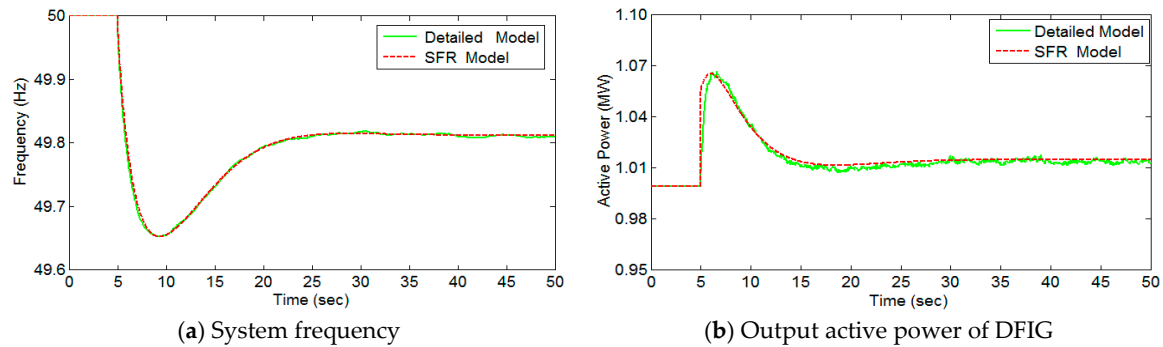 50
49.9
49.8
49.7
49.6
Frequency (Hz)
Detailed Model
SFR Model
0 5 10 15 20 25 30 35 40 45 50
Time (sec)
(a) System frequency
1.10
1.07
1.04
1.01
0.98
0.95
Active Power (MW)
Detailed Model
SFR Model
0 5 10 15 20 25 30 35 40 45 50
Time (sec)
(b) Output active power of DFIG